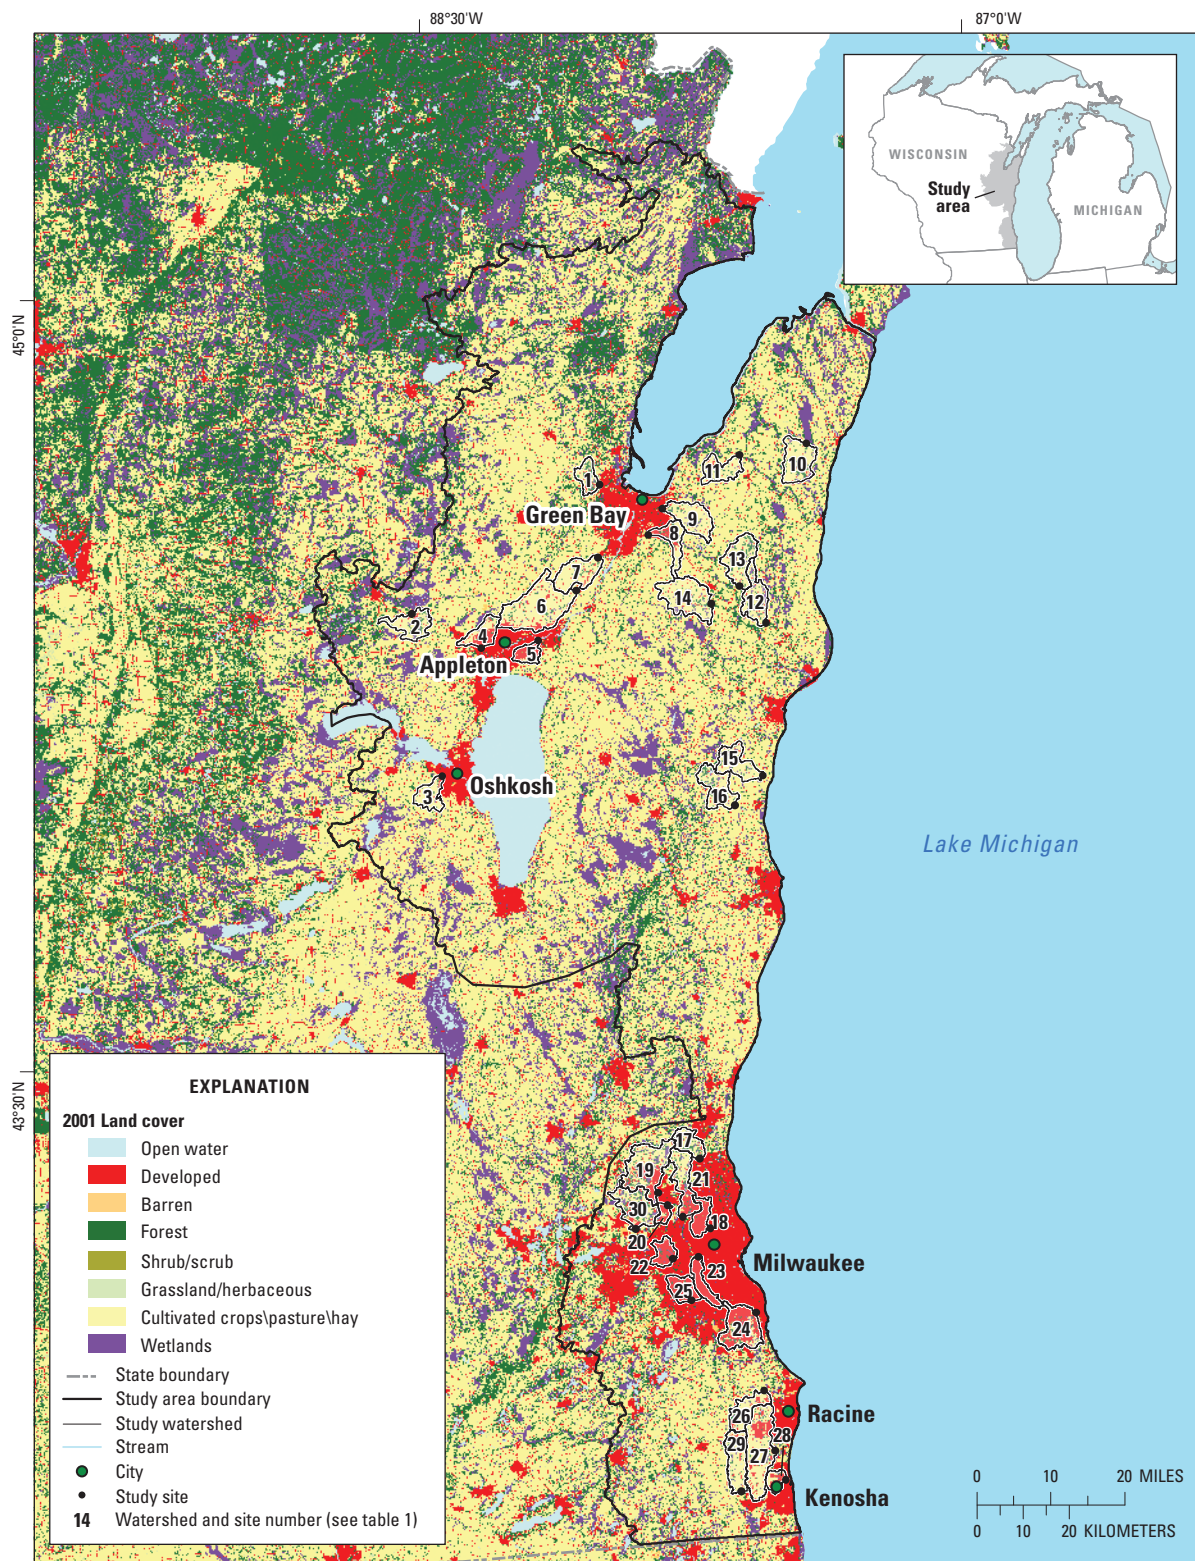 88°30'W
87°0'W
WISCONSIN
Study
area
MICHIGAN
45°0'N
1
11
10
Green Bay
9
8
13
7
14
12
6
2
4
5
Appleton
15
Oshkosh
3
16
Lake Michigan
43°30'N
17
19
21
30
18
20
22
23
Milwaukee
25
24
26
Racine
28
29
27
Kenosha
EXPLANATION
2001 Land cover
Open water
Developed
Barren
Forest
Shrub/scrub
Grassland/herbaceous
Cultivated crops\pasture\hay
Wetlands
State boundary
Study area boundary
Study watershed
Stream
City
Study site
14 Watershed and site number (see table 1)
0 10 20 MILES
0 10 20 KILOMETERS